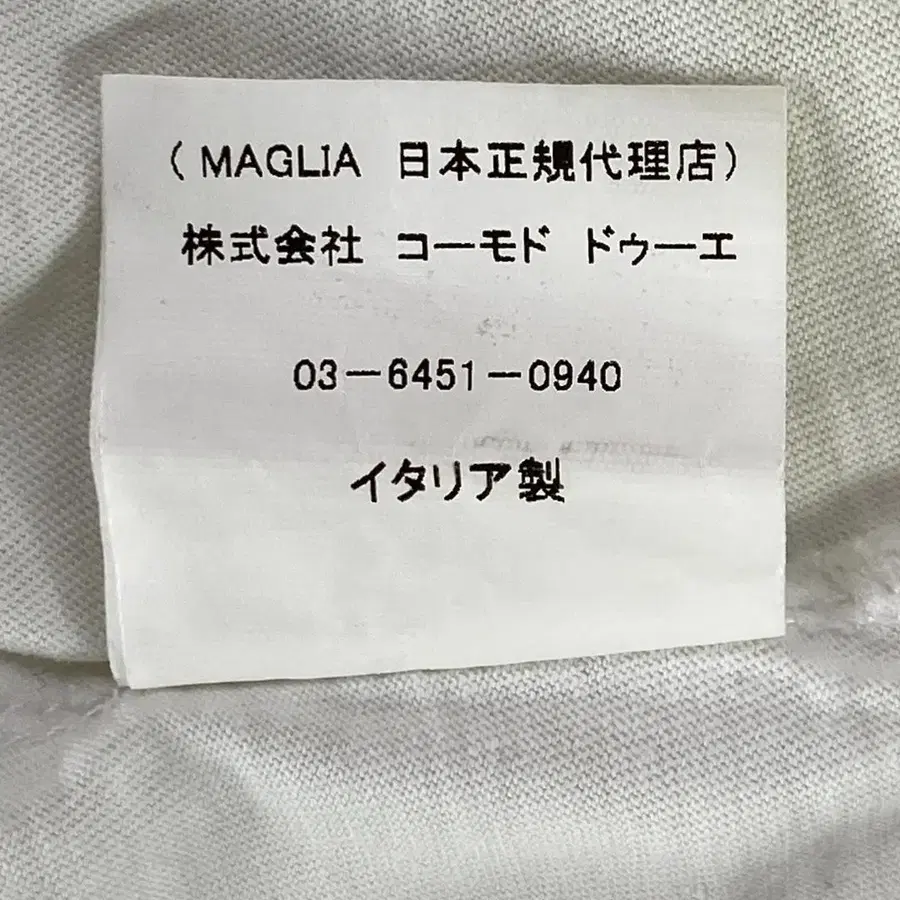 ( MAGLIA 日本正規代理店)
株式会社 コーモド ドゥーエ
03-6451-0940
イタリア製